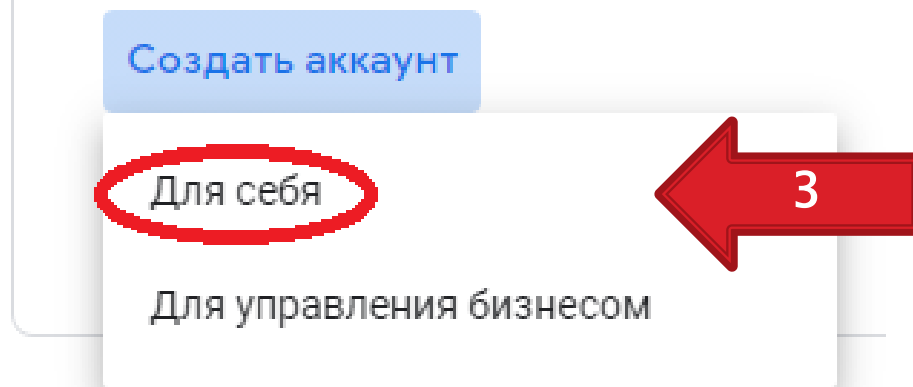 Создать аккаунт
Для себя
3
Для управления бизнесом